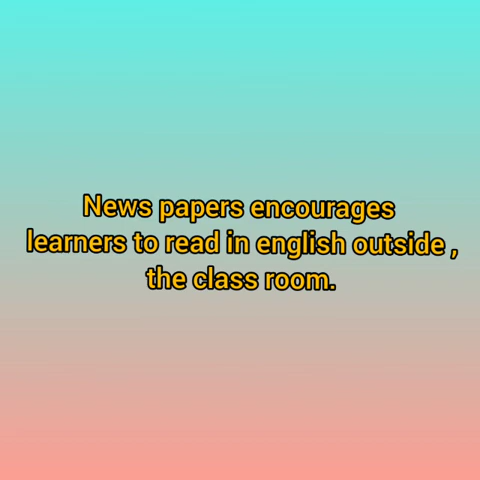 News papers encourages
learners to read in english outside ,
the class room.